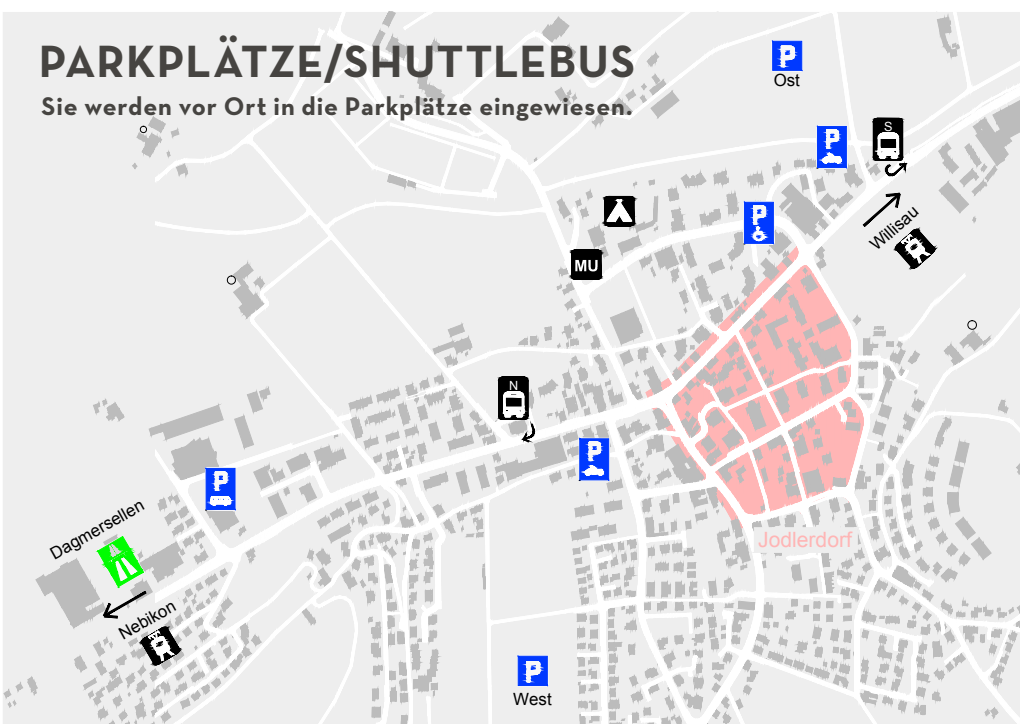 PARKPLÄTZE/SHUTTLEBUS
Sie werden vor Ort in die Parkplätze eingewiesen.
P
Ost
P
S
P
Willisau
MU
N
P
P
Dagmersellen
Nebikon
Jodlerdorf
P
West